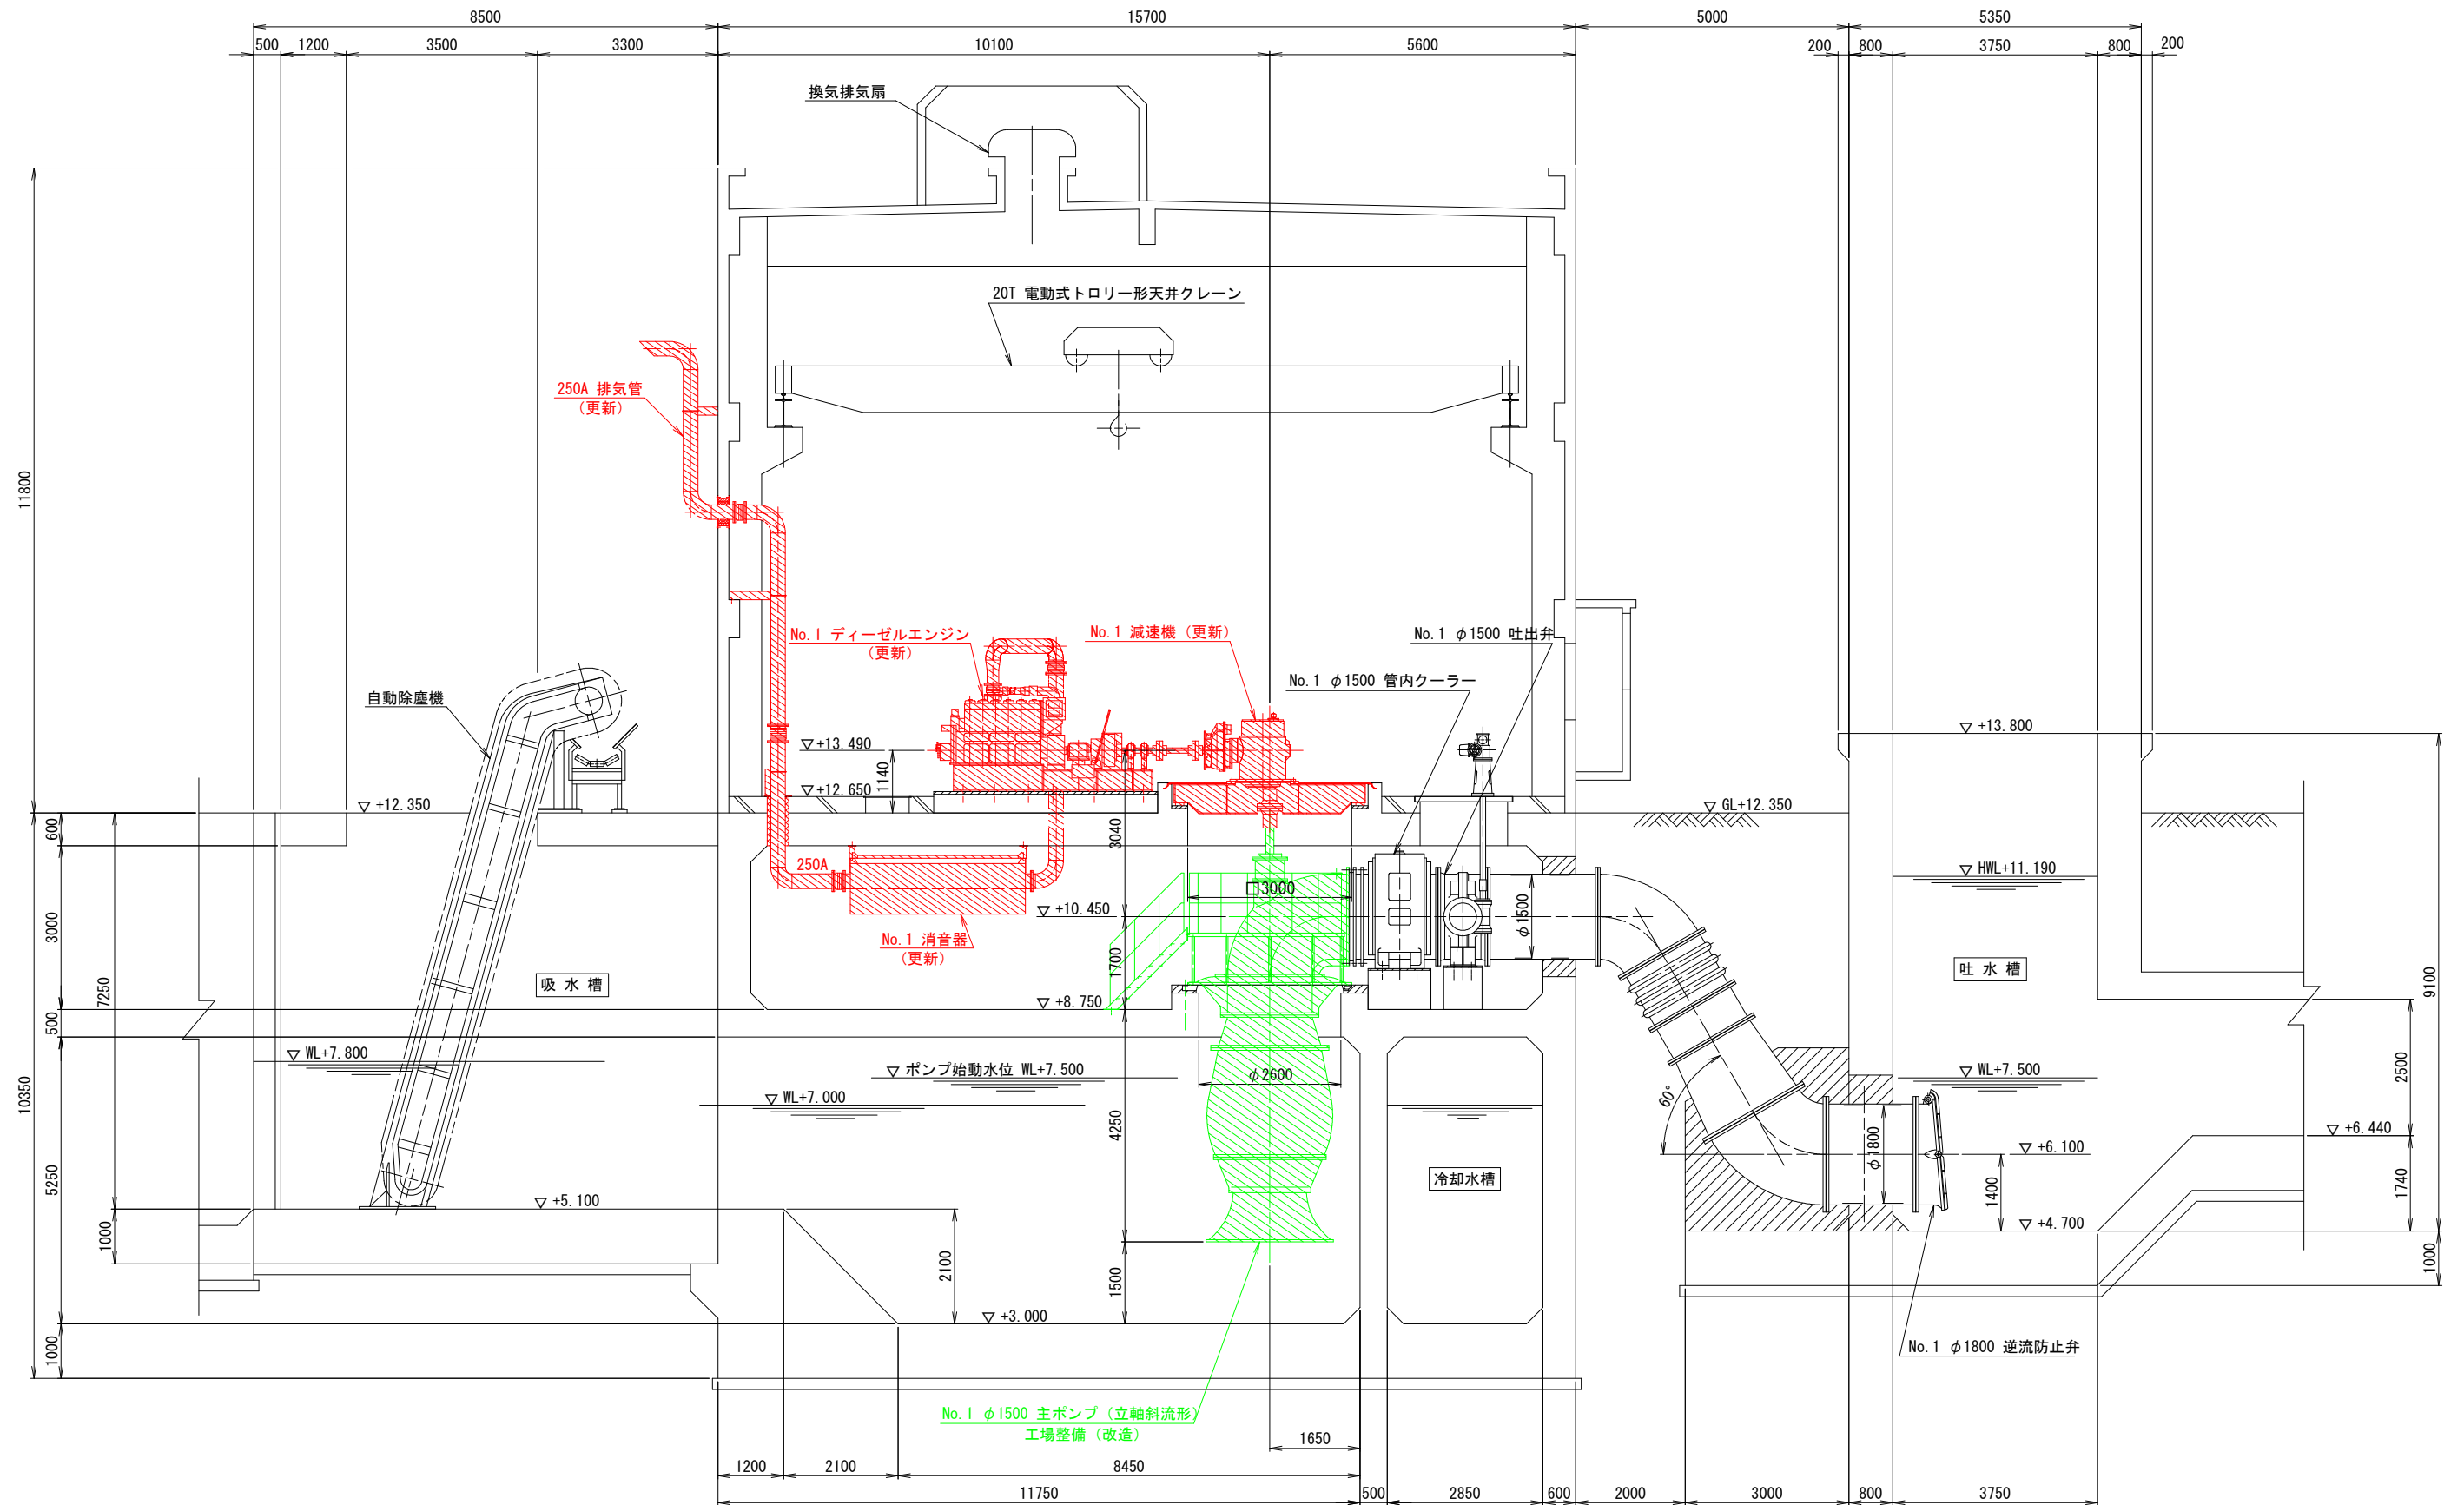 8500
15700
5000
5350
500
1200
3500
3300
10100
5600
200
800
3750
800
200
換気排気扇
20T 電動式トロリー形天井クレーン
250A 排気管
(更新)
11800
No.1 ディーゼルエンジン
(更新)
No.1 減速機 (更新)
No.1 φ1500 吐出弁
No.1 φ1500 管内クーラー
自動除塵機
▽+13.490
1140
▽+12.650
▽ +13.800
▽ +12.350
▽ GL+12.350
600
3040
250A
□3000
▽ HWL+11.190
▽ +10.450
φ1500
No.1 消音器
(更新)
3000
7250
1700
吸 水 槽
吐 水 槽
9100
▽ +8.750
500
▽ WL+7.800
▽ ポンプ始動水位 WL+7.500
φ2600
▽ WL+7.500
2500
▽ WL+7.000
10350
60°
4250
5250
φ1800
▽ +6.440
▽ +6.100
冷却水槽
1740
1400
▽ +5.100
▽ +4.700
1000
2100
1500
1000
▽ +3.000
1000
No.1 φ1800 逆流防止弁
No.1 φ1500 主ポンプ (立軸斜流形)
工場整備 (改造)
1650
1200
2100
8450
11750
500
2850
600
2000
3000
800
3750